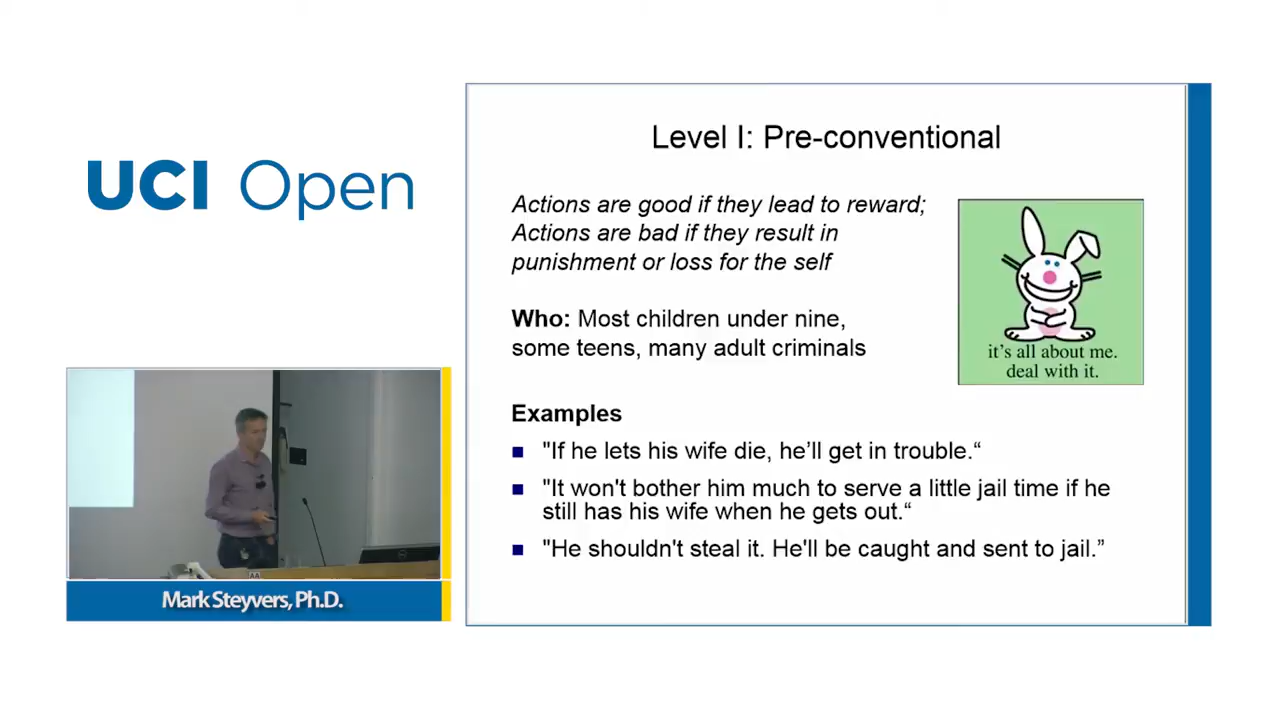 UCI Open
Mark Steyvers, Ph.D.
Level I: Pre-conventional
Actions are good if they lead to reward;
Actions are bad if they result in
punishment or loss for the self
Who: Most children under nine,
some teens, many adult criminals
it's all about me.
deal with it.
Examples
"If he lets his wife die, he’ll get in trouble.“
"It won't bother him much to serve a little jail time if he
still has his wife when he gets out.“
"He shouldn't steal it. He'll be caught and sent to jail.”